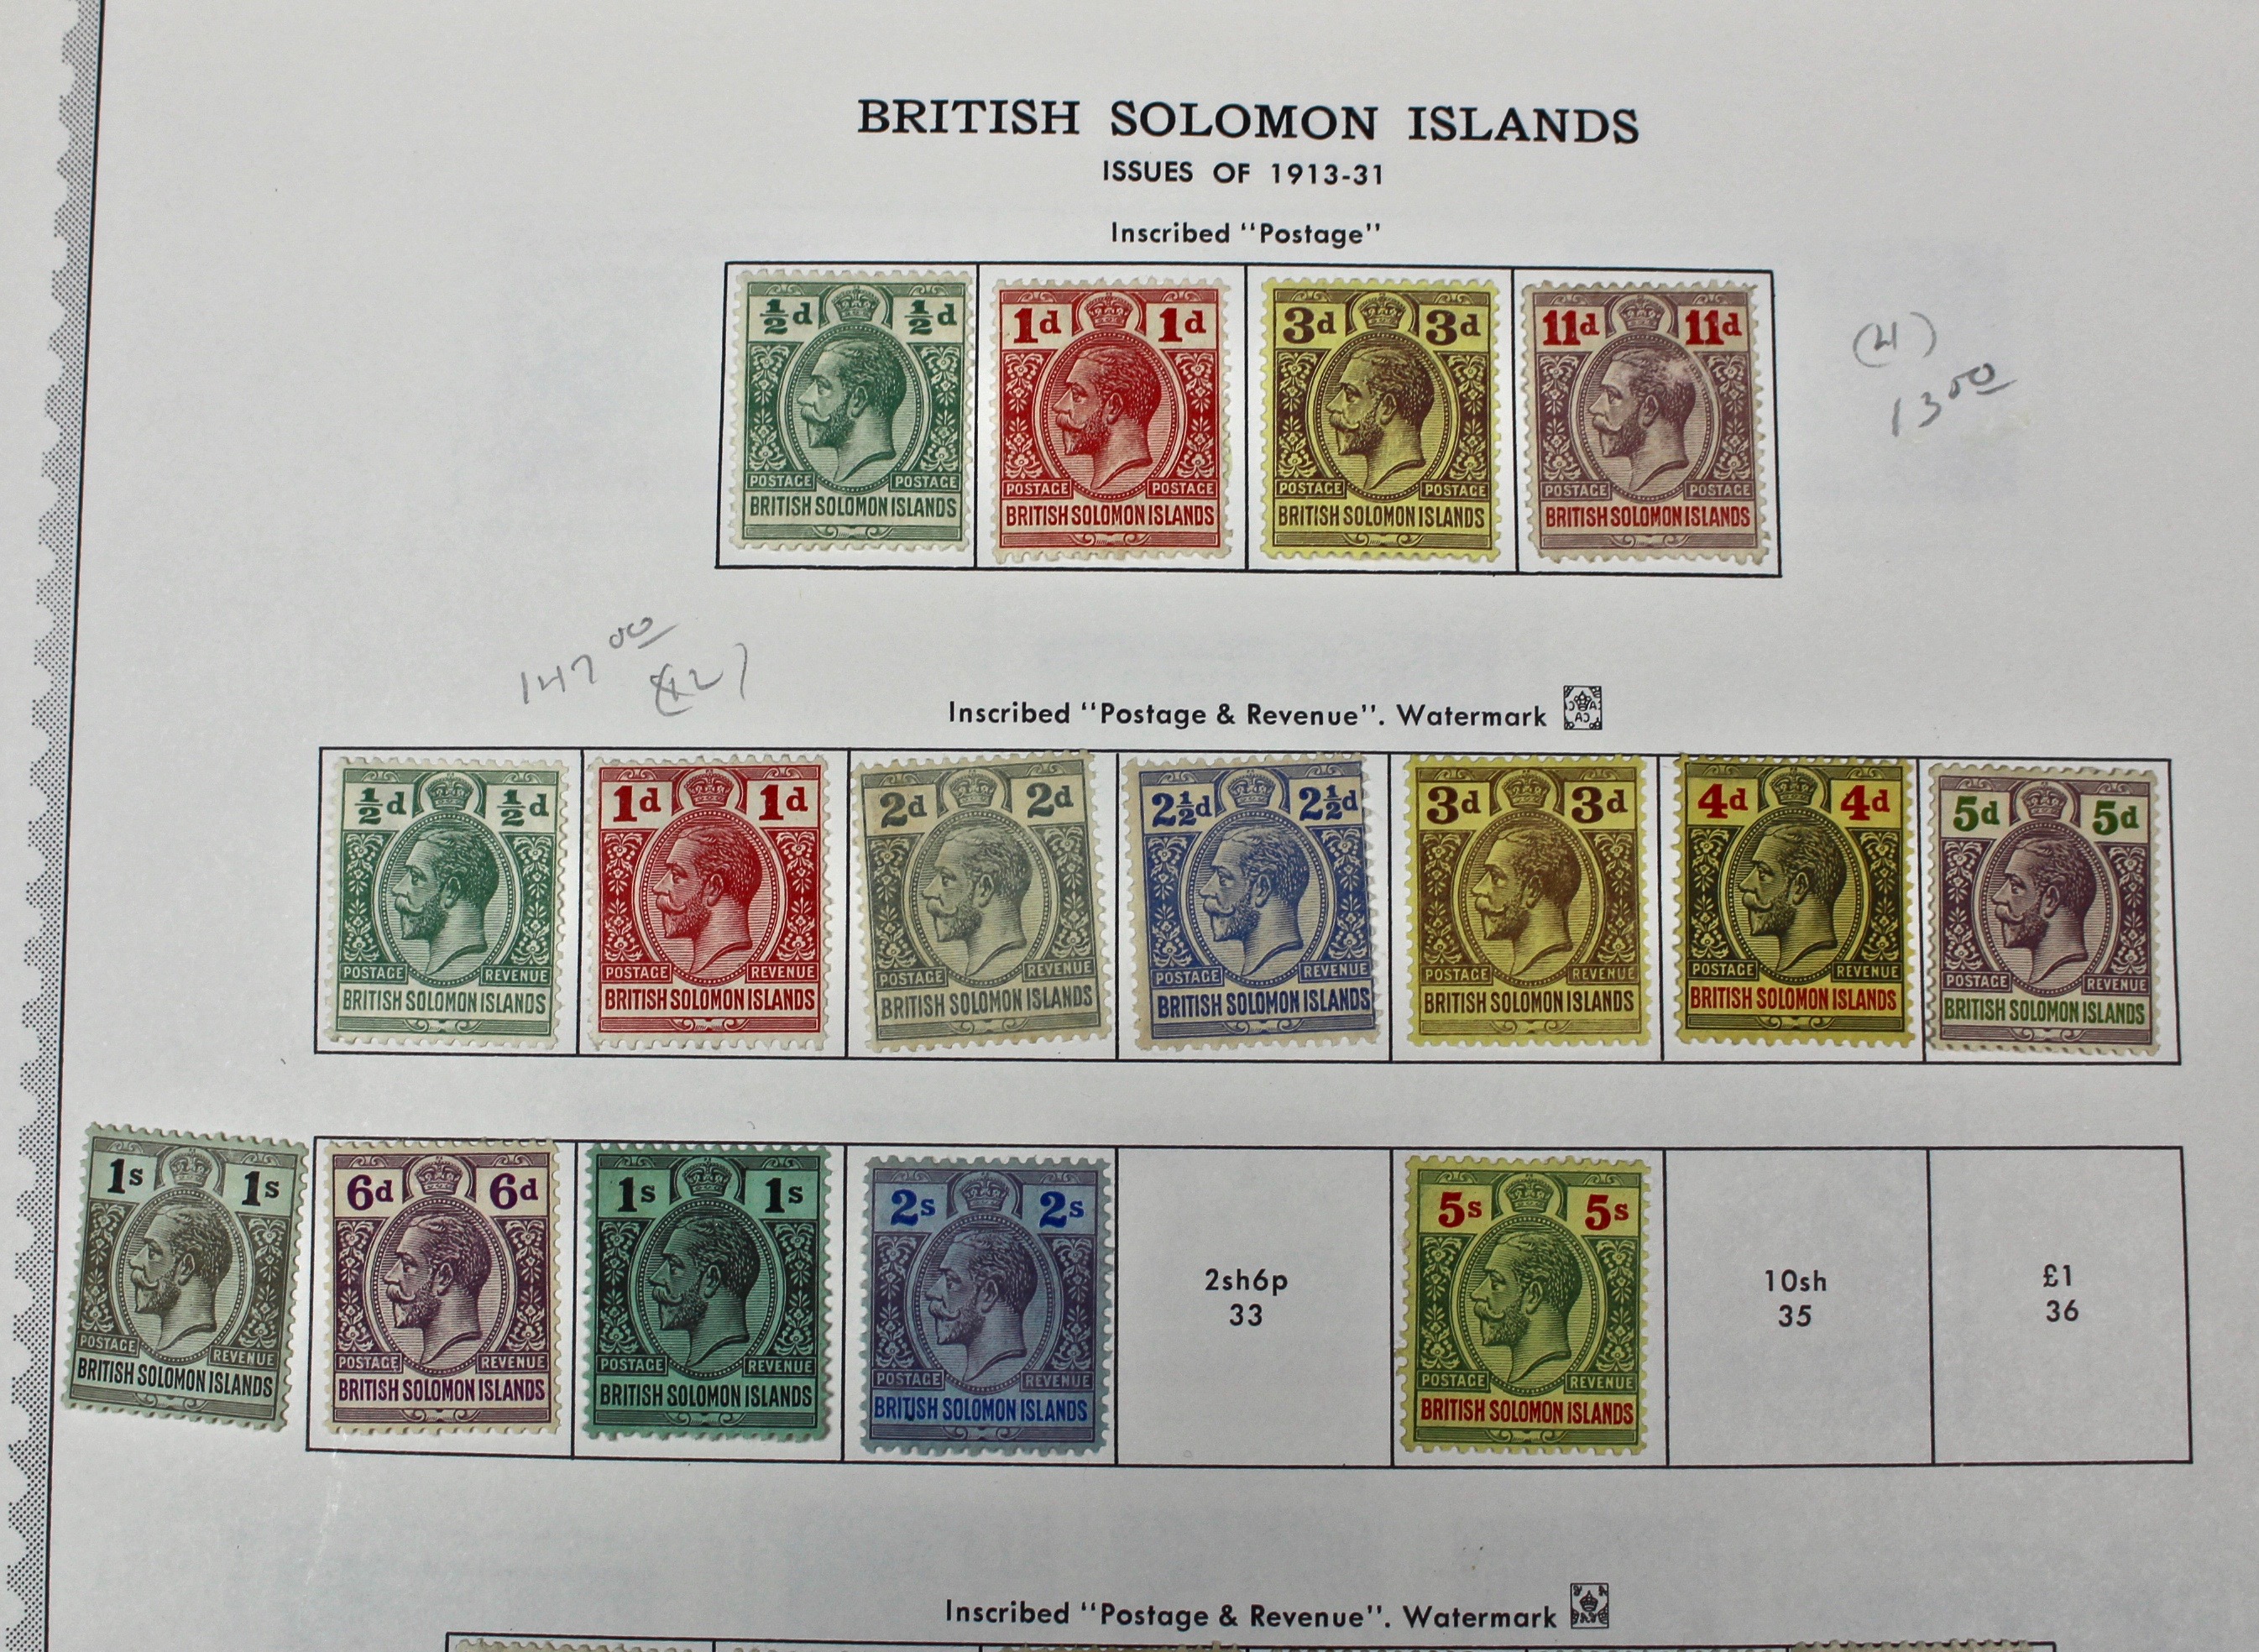 BRITISH SOLOMON ISLANDS
ISSUES OF 1913-31
Inscribed "Postage"
½d ½d 1d 1d 3d 3d 11d 11d
POSTAGE POSTAGE POSTAGE POSTAGE POSTAGE POSTAGE POSTAGE POSTAGE
BRITISH SOLOMON ISLANDS BRITISH SOLOMON ISLANDS BRITISH SOLOMON ISLANDS BRITISH SOLOMON ISLANDS
(4)
13 00
147 00
Inscribed "Postage & Revenue". Watermark
½d ½d 1d 1d 2d 2d 2½d 2½d 3d 3d 4d 4d 5d 5d
POSTAGE REVENUE POSTAGE REVENUE POSTAGE REVENUE POSTAGE REVENUE POSTAGE REVENUE POSTAGE REVENUE POSTAGE REVENUE
BRITISH SOLOMON ISLANDS BRITISH SOLOMON ISLANDS BRITISH SOLOMON ISLANDS BRITISH SOLOMON ISLANDS BRITISH SOLOMON ISLANDS BRITISH SOLOMON ISLANDS BRITISH SOLOMON ISLANDS
1s 1s 6d 6d 1s 1s 2s 2s 5s 5s
2sh6p 10sh £1
33 35 36
POSTAGE REVENUE POSTAGE REVENUE POSTAGE REVENUE POSTAGE REVENUE POSTAGE REVENUE
BRITISH SOLOMON ISLANDS BRITISH SOLOMON ISLANDS BRITISH SOLOMON ISLANDS BRITISH SOLOMON ISLANDS BRITISH SOLOMON ISLANDS
Inscribed "Postage & Revenue". Watermark